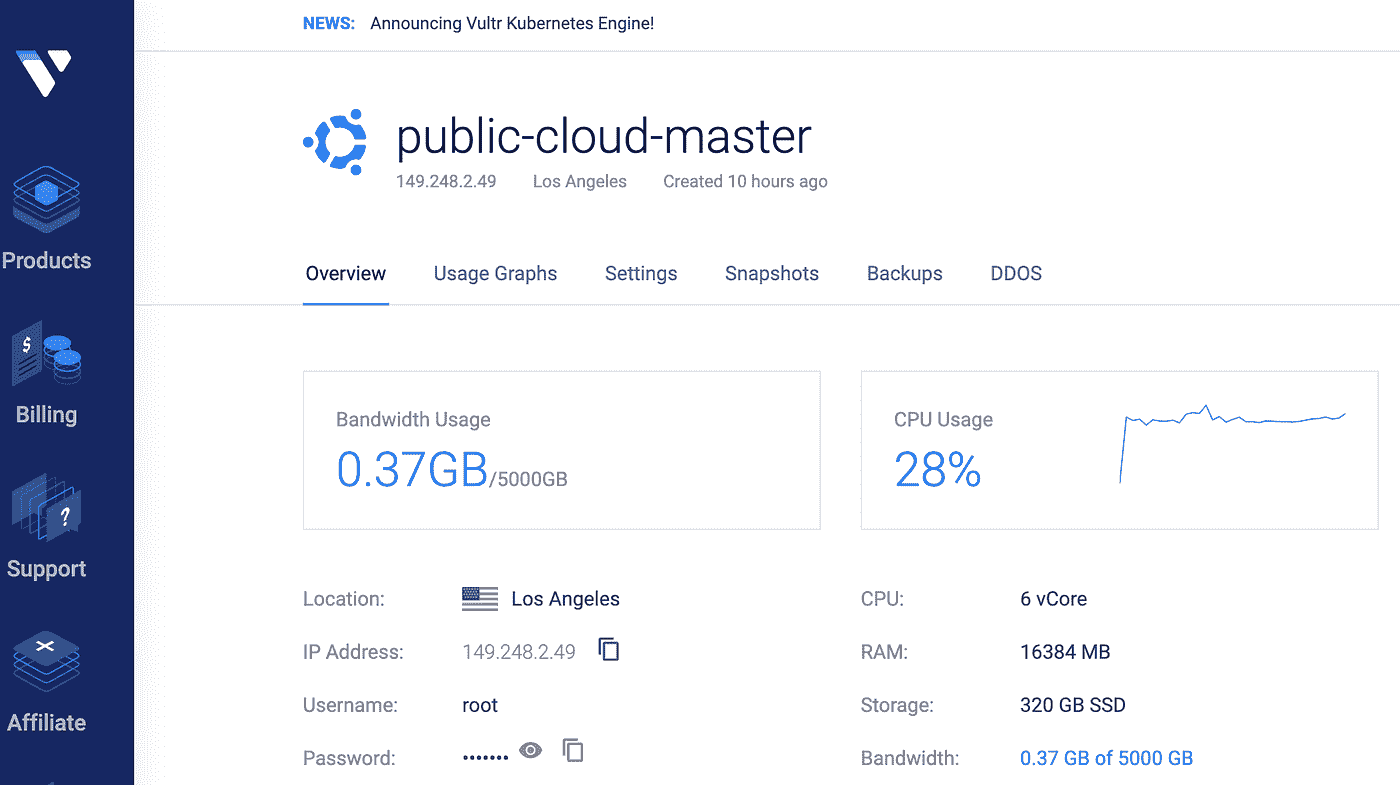 NEWS: Announcing Vultr Kubernetes Engine!
public-cloud-master
149.248.2.49 Los Angeles Created 10 hours ago
Products
Overview Usage Graphs Settings Snapshots Backups DDOS
$
Billing
Bandwidth Usage
0.37GB/5000GB
CPU Usage
28%
?
Support
Location: Los Angeles
CPU: 6 vCore
IP Address: 149.248.2.49
RAM: 16384 MB
Username: root
Storage: 320 GB SSD
Affiliate
Password: •••••••
Bandwidth: 0.37 GB of 5000 GB